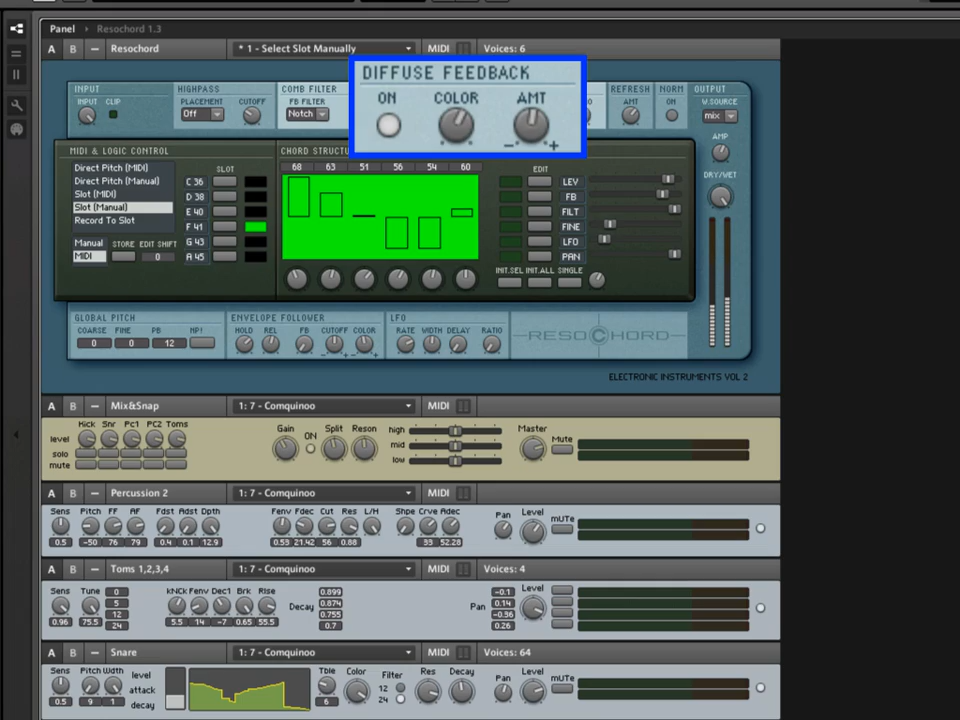 Panel › Resochord 1.3
A B Resochord * 1 - Select Slot Manually MIDI Voices: 6
INPUT
INPUT CLIP
HIGHPASS
PLACEMENT CUTOFF
Off
COMB FILTER
FB FILTER
Notch
DIFFUSE FEEDBACK
ON COLOR AMT
- +
REFRESH
AMT
NORM
ON
OUTPUT
W.SOURCE
mix
AMP
DRY/WET
MIDI & LOGIC CONTROL
Direct Pitch (MIDI)
Direct Pitch (Manual)
Slot (MIDI)
Slot (Manual)
Record To Slot
Manual STORE EDIT SHIFT
MIDI 0
SLOT
C 36
D 38
E 40
F 41
G 43
A 45
CHORD STRUCTU
68 63 51 56 54 60
EDIT
LEV
FB
FILT
FINE
LFO
PAN
INIT.SEL INIT.ALL SINGLE
GLOBAL PITCH
COARSE FINE PB MP!
0 0 12
ENVELOPE FOLLOWER
HOLD REL FB CUTOFF COLOR
- + - +
LFO
RATE WIDTH DELAY RATIO
RESOCHORD
ELECTRONIC INSTRUMENTS VOL 2
A B Mix&Snap 1: 7 - Comquinoo MIDI
Kick Snr Pc1 PC2 Toms
level
solo
mute
Gain ON Split Reson
high
mid
low
Master Mute
A B Percussion 2 1: 7 - Comquinoo MIDI
Sens Pitch FF AF Fdst Adst Dpth Fenv Fdec Cut Res L/H Shpe Crve Adec Pan Level mUTe
0.5 -50 76 79 0.4 0.1 12.9 0.53 21.42 56 0.88 33 52.28
A B Toms 1,2,3,4 1: 7 - Comquinoo MIDI Voices: 4
Sens Tune kNCk Fenv Dec1 Brk RIse Decay Pan Level mUTe
0.96 75.5 5.5 14 -7 0.65 55.5
0
5
12
24
0.899
0.874
0.755
0.7
-0.1
0.14
-0.36
0.26
A B Snare 1: 7 - Comquinoo MIDI Voices: 64
Sens Pitch Wdth
0.5 9 1
level
attack
decay
Tble Color Filter Res Decay Pan Level mUTe
6
12
24